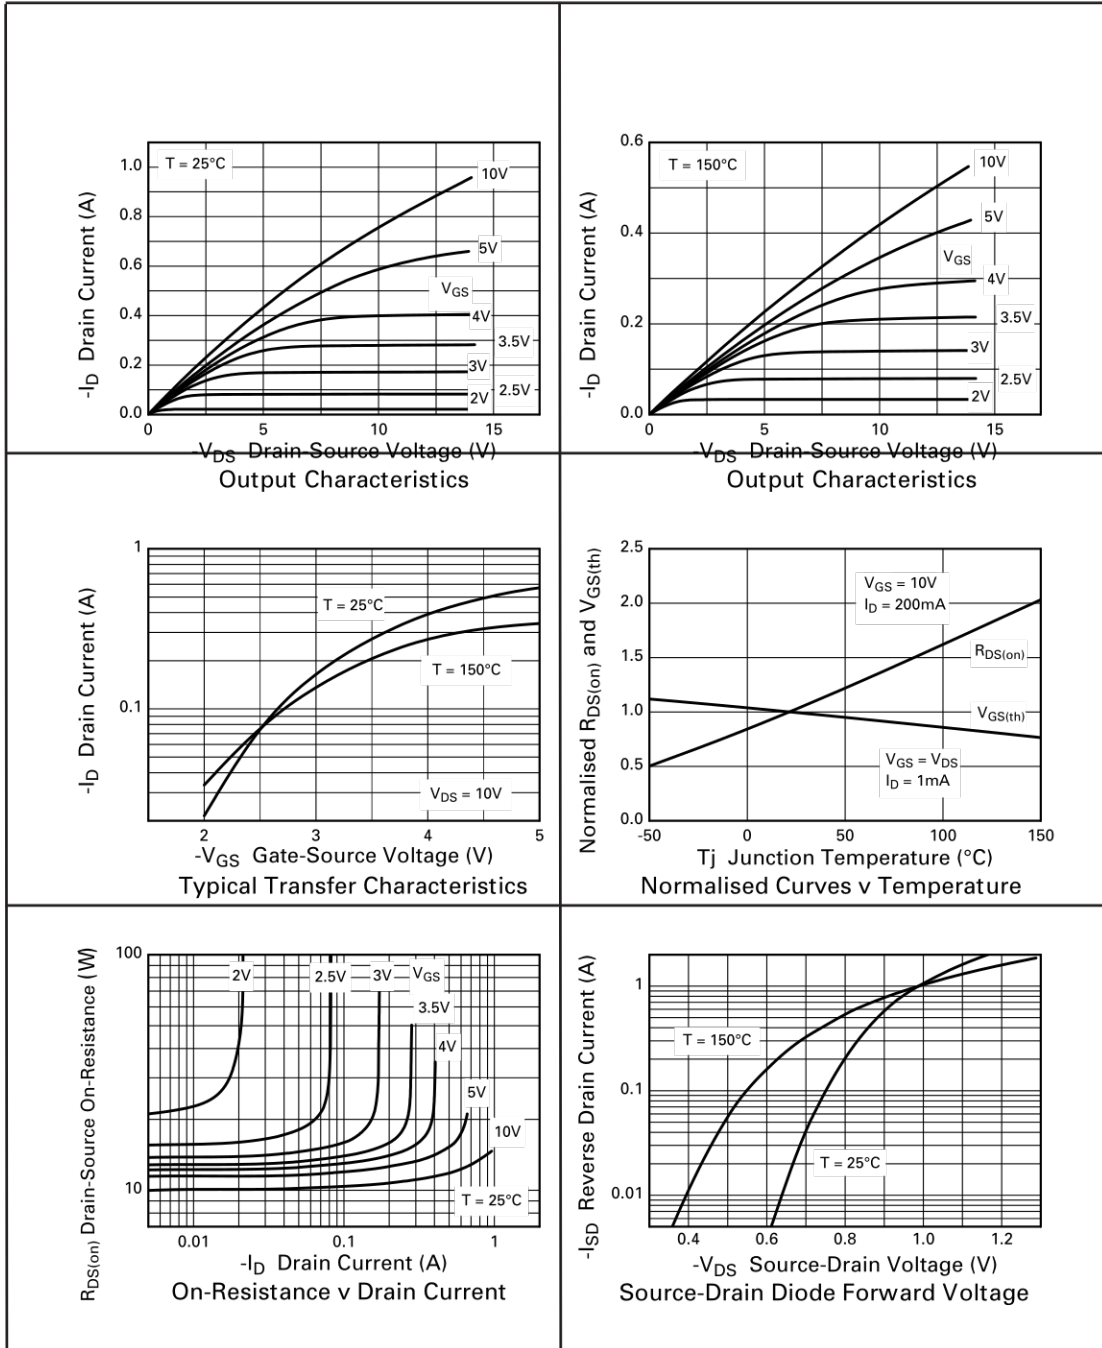 T = 25°C
10V
5V
VGS
4V
3.5V
3V
2.5V
2V
1.0
0.8
0.6
0.4
0.2
0.0
0 5 10 15
-ID Drain Current (A)
-VDS Drain-Source Voltage (V)
Output Characteristics
T = 150°C
10V
5V
VGS
4V
3.5V
3V
2.5V
2V
0.6
0.4
0.2
0.0
0 5 10 15
-ID Drain Current (A)
-VDS Drain-Source Voltage (V)
Output Characteristics
1
0.1
T = 25°C
T = 150°C
VDS = 10V
2 3 4 5
-ID Drain Current (A)
-VGS Gate-Source Voltage (V)
Typical Transfer Characteristics
2.5
2.0
1.5
1.0
0.5
0.0
VGS = 10V
ID = 200mA
RDS(on)
VGS(th)
VGS = VDS
ID = 1mA
-50 0 50 100 150
Normalised RDS(on) and VGS(th)
Tj Junction Temperature (°C)
Normalised Curves v Temperature
100
10
2V
2.5V
3V
VGS
3.5V
4V
5V
10V
T = 25°C
0.01 0.1 1
RDS(on) Drain-Source On-Resistance (W)
-ID Drain Current (A)
On-Resistance v Drain Current
1
0.1
0.01
T = 150°C
T = 25°C
0.4 0.6 0.8 1.0 1.2
-ISD Reverse Drain Current (A)
-VDS Source-Drain Voltage (V)
Source-Drain Diode Forward Voltage